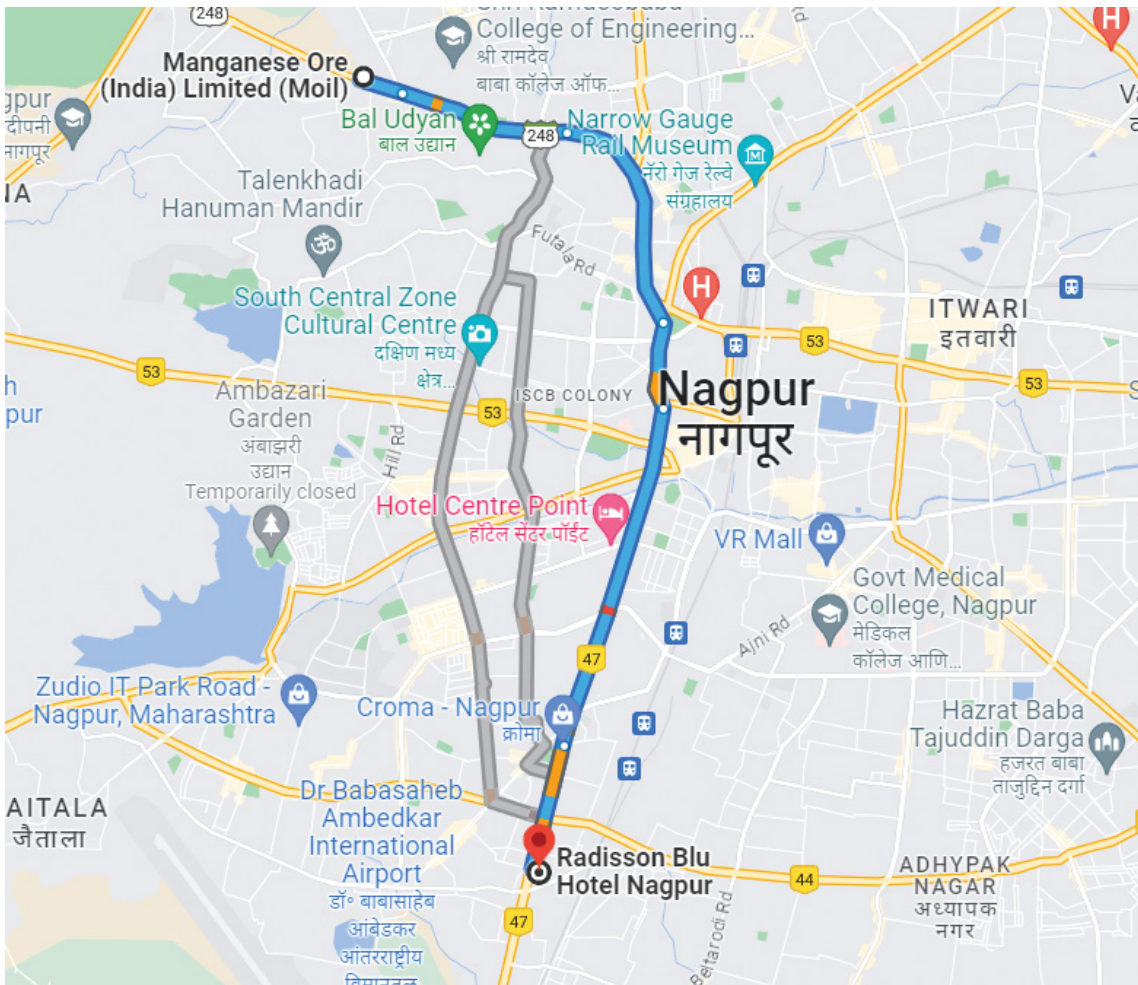 248
College of Engineering...
श्री रामदेव
बाबा कॉलेज ऑफ...
H
Manganese Ore
(India) Limited (Moil)
gpur
दीपनी
नागपूर
Bal Udyan
बाल उद्यान
248
Narrow Gauge
Rail Museum
नॅरो गेज रेल्वे
संग्रहालय
NA
Talenkhadi
Hanuman Mandir
Futala Rd
South Central Zone
Cultural Centre
दक्षिण मध्य
क्षेत्र...
H
ITWARI
इतवारी
53
53
53
53
ISCB COLONY
Nagpur
नागपूर
h
pur
Ambazari
Garden
अंबाझरी
उद्यान
Temporarily closed
Hill Rd
Hotel Centre Point
हॉटेल सेंटर पॉईंट
VR Mall
Govt Medical
College, Nagpur
मेडिकल
कॉलेज आणि...
Ajni Rd
47
Zudio IT Park Road -
Nagpur, Maharashtra
Croma - Nagpur
क्रोमा
Hazrat Baba
Tajuddin Darga
हजरत बाबा
ताजुद्दिन दर्गा
AITALA
जैताला
Dr Babasaheb
Ambedkar
International
Airport
डॉ॰ बाबासाहेब
आंबेडकर
आंतरराष्ट्रीय
Radisson Blu
Hotel Nagpur
44
ADHYPAK
NAGAR
अध्यापक
नगर
47
Beltarodi Rd